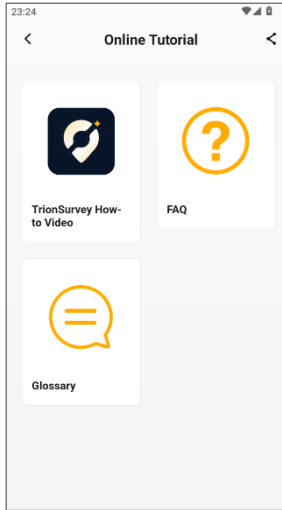 23:24
Online Tutorial
TrionSurvey How-
to Video
FAQ
Glossary